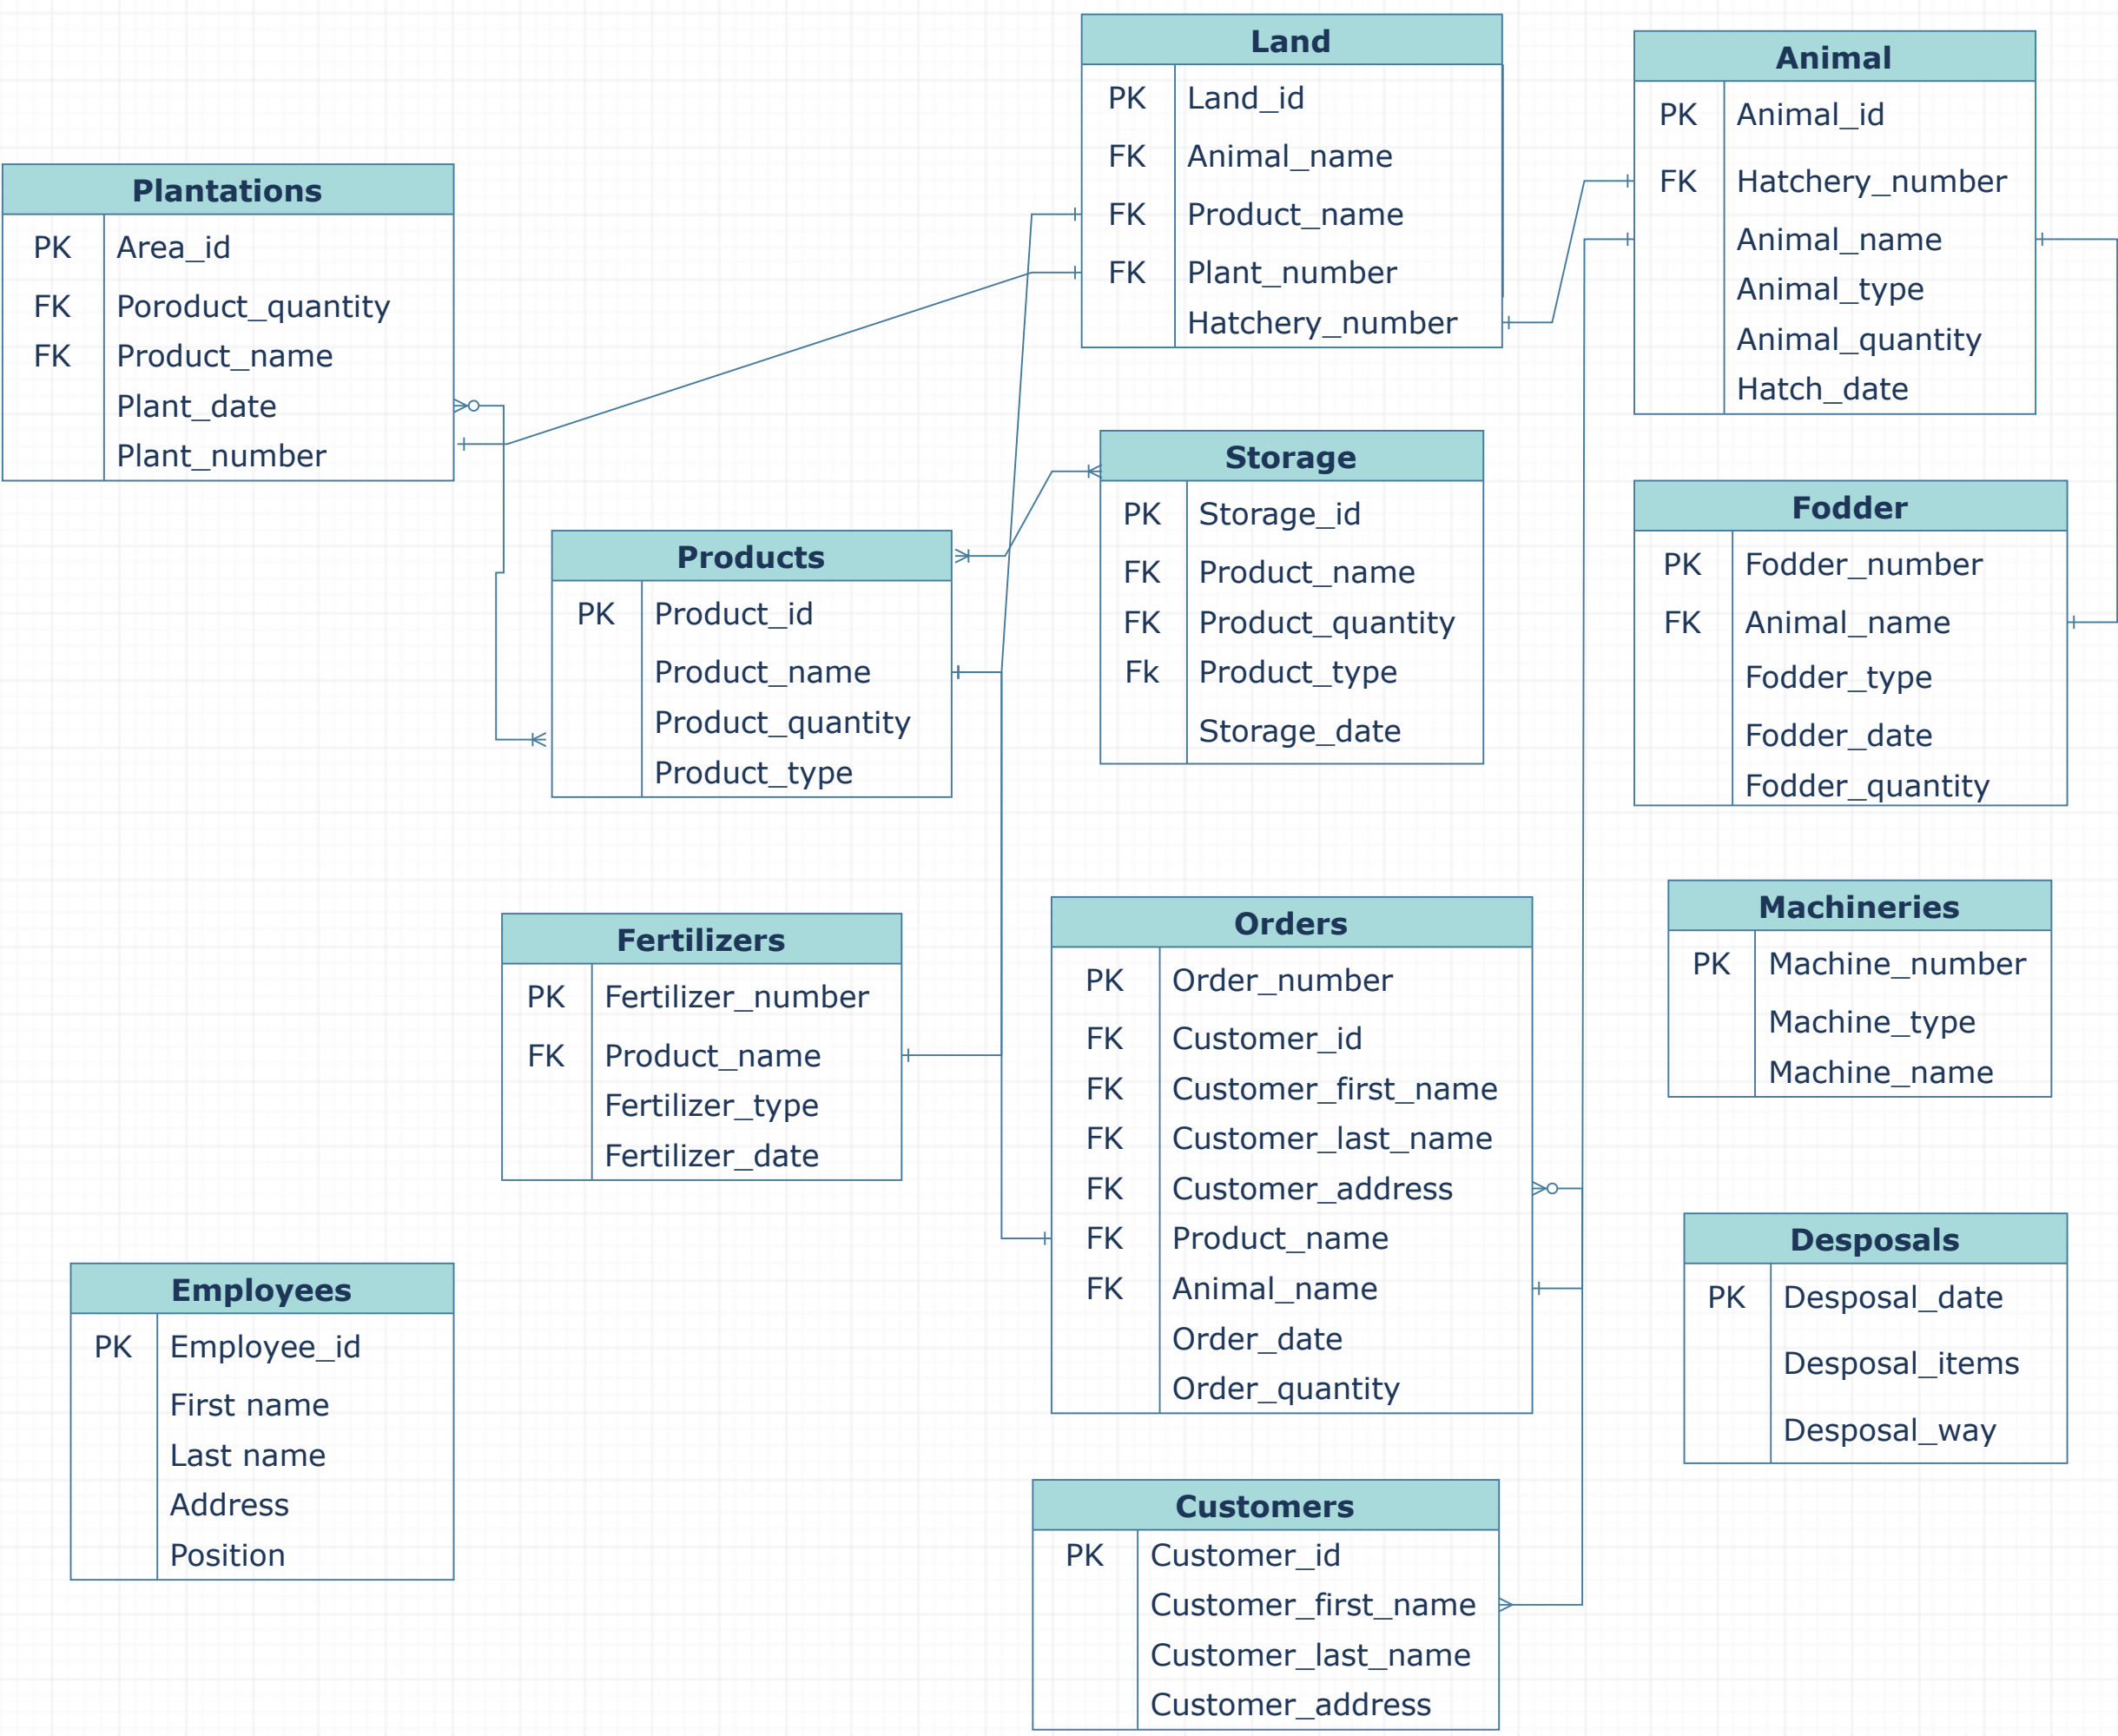 Land
PK Land_id
FK Animal_name
FK Product_name
FK Plant_number
Hatchery_number
Animal
PK Animal_id
FK Hatchery_number
Animal_name
Animal_type
Animal_quantity
Hatch_date
Plantations
PK Area_id
FK Poroduct_quantity
FK Product_name
Plant_date
Plant_number
Storage
PK Storage_id
FK Product_name
FK Product_quantity
Fk Product_type
Storage_date
Fodder
PK Fodder_number
FK Animal_name
Fodder_type
Fodder_date
Fodder_quantity
Products
PK Product_id
Product_name
Product_quantity
Product_type
Machineries
PK Machine_number
Machine_type
Machine_name
Fertilizers
PK Fertilizer_number
FK Product_name
Fertilizer_type
Fertilizer_date
Orders
PK Order_number
FK Customer_id
FK Customer_first_name
FK Customer_last_name
FK Customer_address
FK Product_name
FK Animal_name
Order_date
Order_quantity
Desposals
PK Desposal_date
Desposal_items
Desposal_way
Employees
PK Employee_id
First name
Last name
Address
Position
Customers
PK Customer_id
Customer_first_name
Customer_last_name
Customer_address